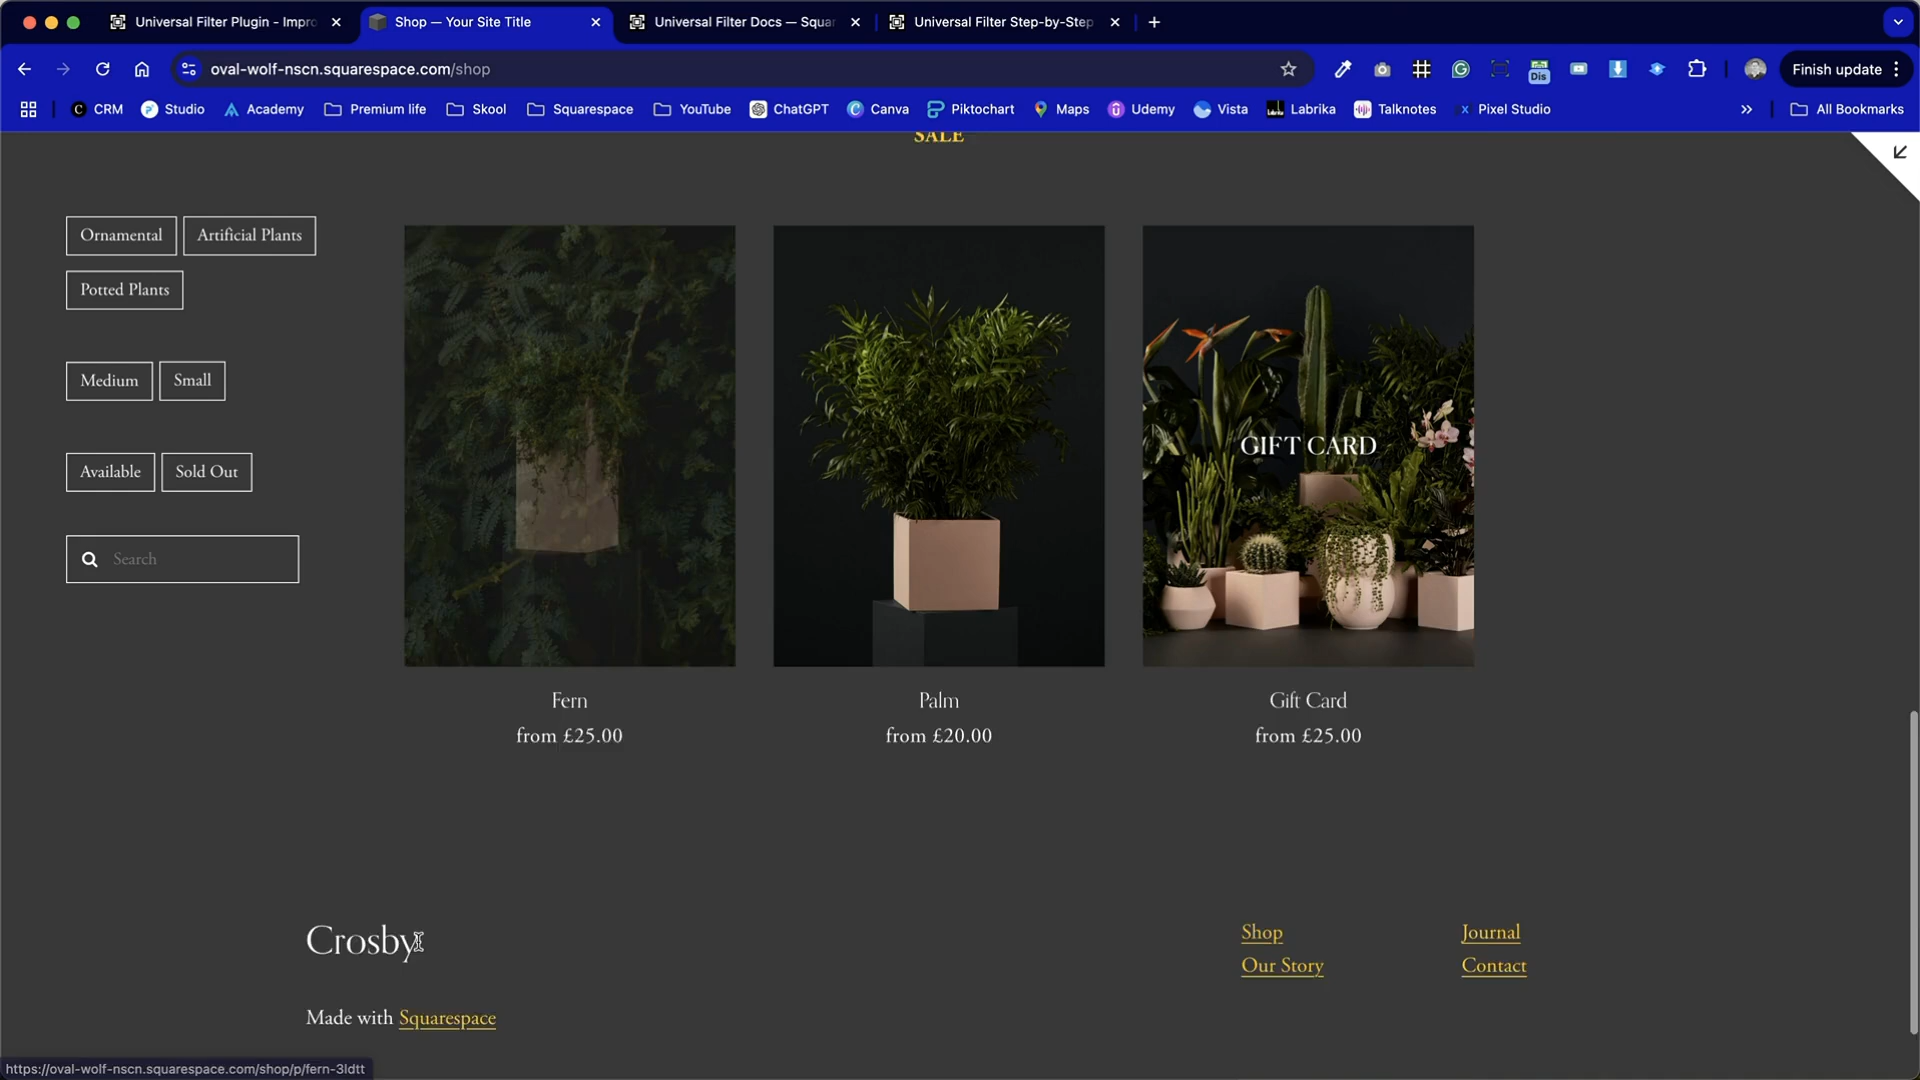 Universal Filter Plugin - Impro
Shop — Your Site Title
Universal Filter Docs — Squar
Universal Filter Step-by-Step
oval-wolf-nscn.squarespace.com/shop
Dis
Finish update
CRM
Studio
Academy
Premium life
Skool
Squarespace
YouTube
ChatGPT
Canva
Piktochart
Maps
Udemy
Vista
Labrika
Talknotes
Pixel Studio
All Bookmarks
SALE
Ornamental
Artificial Plants
Potted Plants
Medium
Small
Available
Sold Out
Search
GIFT CARD
Fern
from £25.00
Palm
from £20.00
Gift Card
from £25.00
Crosby
Shop
Journal
Our Story
Contact
Made with Squarespace
https://oval-wolf-nscn.squarespace.com/shop/p/fern-3ldtt